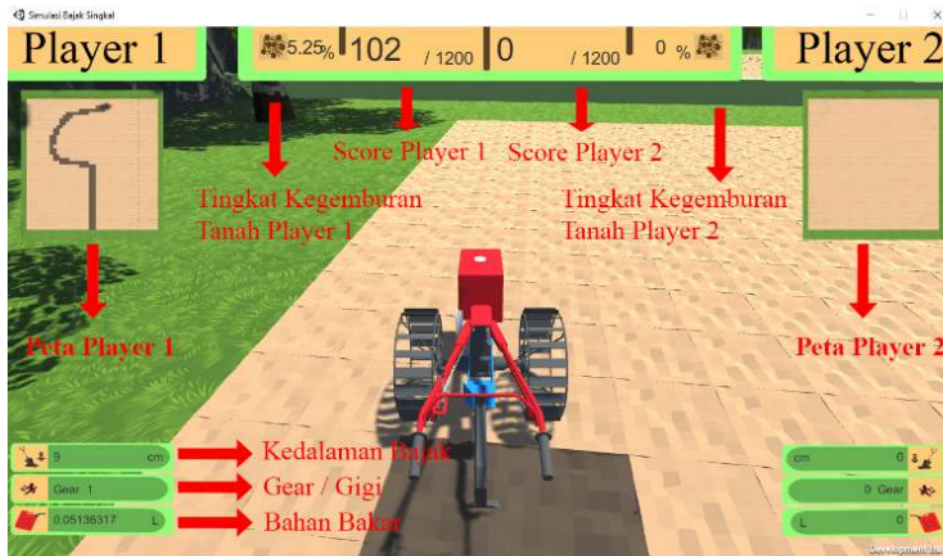 Simulasi Bajak Singkal
Player 1
5.25% 102 / 1200 0 / 1200 0 %
Player 2
Score Player 1 Score Player 2
Tingkat Kegemburan
Tanah Player 1
Tingkat Kegemburan
Tanah Player 2
Peta Player 1
Peta Player 2
9 cm
Kedalaman Bajak
cm 0
Gear 1
Gear / Gigi
0 Gear
0.05136317 L
Bahan Bakar
L 0